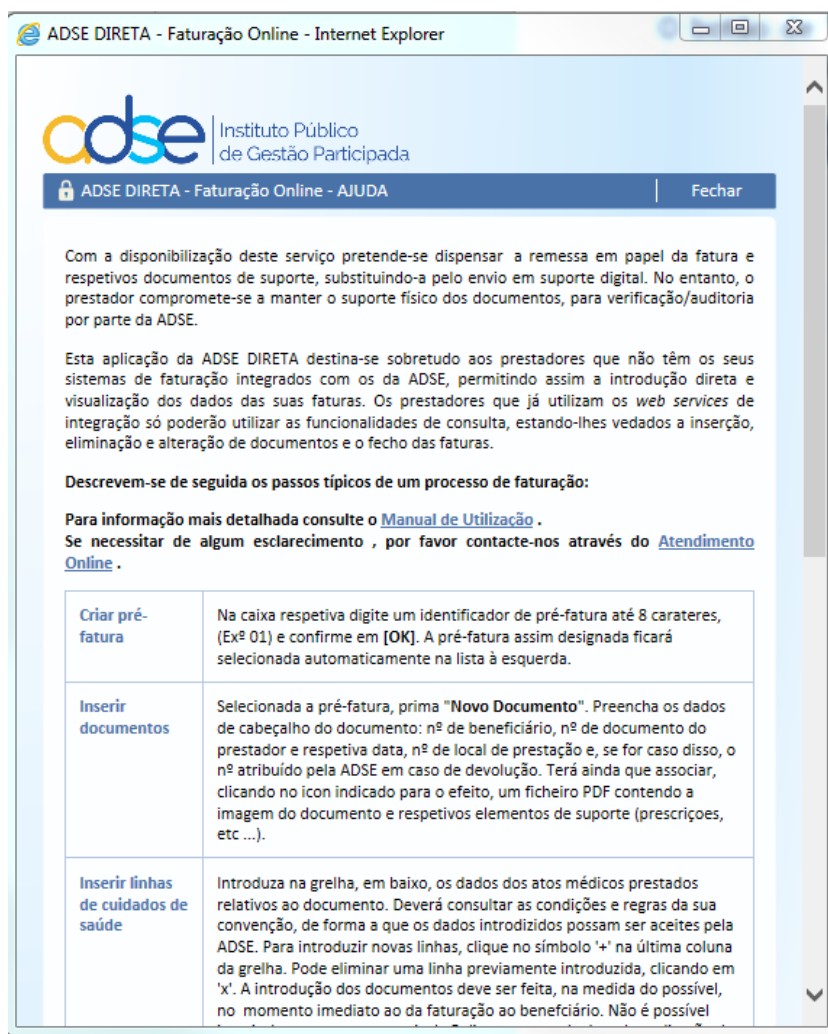 ADSE DIRETA - Faturação Online - Internet Explorer
adse
Instituto Público
de Gestão Participada
ADSE DIRETA - Faturação Online - AJUDA
Fechar
Com a disponibilização deste serviço pretende-se dispensar a remessa em papel da fatura e
respetivos documentos de suporte, substituindo-a pelo envio em suporte digital. No entanto, o
prestador compromete-se a manter o suporte físico dos documentos, para verificação/auditoria
por parte da ADSE.
Esta aplicação da ADSE DIRETA destina-se sobretudo aos prestadores que não têm os seus
sistemas de faturação integrados com os da ADSE, permitindo assim a introdução direta e
visualização dos dados das suas faturas. Os prestadores que já utilizam os web services de
integração só poderão utilizar as funcionalidades de consulta, estando-lhes vedados a inserção,
eliminação e alteração de documentos e o fecho das faturas.
Descrevem-se de seguida os passos típicos de um processo de faturação:
Para informação mais detalhada consulte o Manual de Utilização .
Se necessitar de algum esclarecimento , por favor contacte-nos através do Atendimento
Online .
Criar pré-
fatura
Na caixa respetiva digite um identificador de pré-fatura até 8 carateres,
(Exº 01) e confirme em [OK]. A pré-fatura assim designada ficará
selecionada automaticamente na lista à esquerda.
Inserir
documentos
Selecionada a pré-fatura, prima "Novo Documento". Preencha os dados
de cabeçalho do documento: nº de beneficiário, nº de documento do
prestador e respetiva data, nº de local de prestação e, se for caso disso, o
nº atribuído pela ADSE em caso de devolução. Terá ainda que associar,
clicando no icon indicado para o efeito, um ficheiro PDF contendo a
imagem do documento e respetivos elementos de suporte (prescriçoes,
etc ...).
Inserir linhas
de cuidados de
saúde
Introduza na grelha, em baixo, os dados dos atos médicos prestados
relativos ao documento. Deverá consultar as condições e regras da sua
convenção, de forma a que os dados introdizidos possam ser aceites pela
ADSE. Para introduzir novas linhas, clique no símbolo '+' na última coluna
da grelha. Pode eliminar uma linha previamente introduzida, clicando em
'x'. A introdução dos documentos deve ser feita, na medida do possível,
no momento imediato ao da faturação ao benefciário. Não é possível